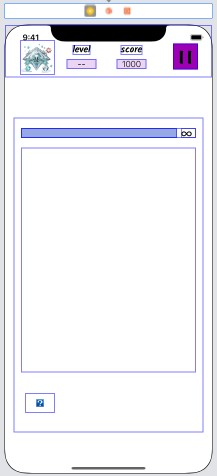 9:41
level score
-- 1000
∞
?